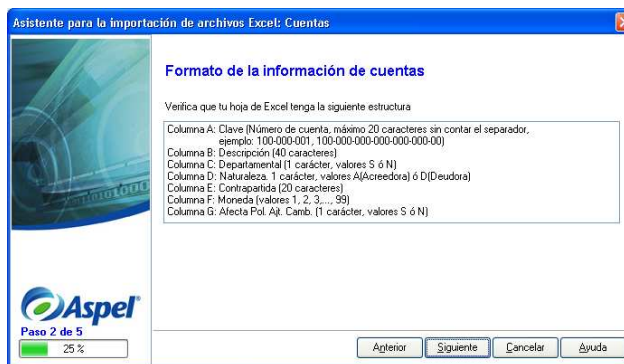 Asistente para la importación de archivos Excel: Cuentas
Formato de la información de cuentas
Verifica que tu hoja de Excel tenga la siguiente estructura
Columna A: Clave (Número de cuenta, máximo 20 caracteres sin contar el separador,
ejemplo: 100-000-001, 100-000-000-000-000-000-00)
Columna B: Descripción (40 caracteres)
Columna C: Departamental (1 carácter, valores S ó N)
Columna D: Naturaleza. 1 carácter, valores A(Acreedora) ó D(Deudora)
Columna E: Contrapartida (20 caracteres)
Columna F: Moneda (valores 1, 2, 3,..., 99)
Columna G: Afecta Pol. Ajt. Camb. (1 carácter, valores S ó N)
Aspel
Paso 2 de 5
25 %
Anterior Siguiente Cancelar Ayuda